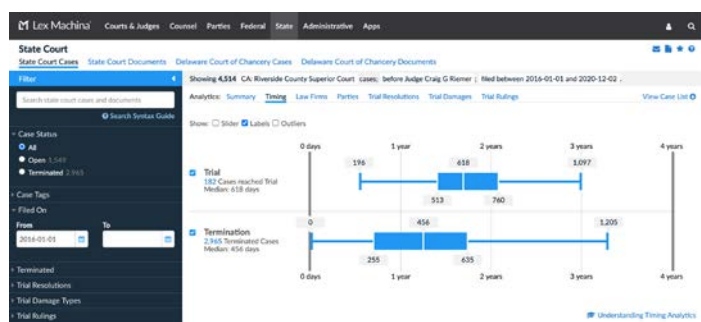 Lex Machina Courts & Judges Counsel Parties Federal State Administrative Apps
State Court
State Court Cases State Court Documents Delaware Court of Chancery Cases Delaware Court of Chancery Documents
Filter
Showing 4,514 CA: Riverside County Superior Court cases; before Judge Craig G Riemer ; filed between 2016-01-01 and 2020-12-02 .
Search state court cases and documents
Analytics: Summary Timing Law Firms Parties Trial Resolutions Trial Damages Trial Rulings View Case List
Search Syntax Guide
Show: Slider Labels Outliers
Case Status
All
Open 1,549
Terminated 2,965
0 days 1 year 2 years 3 years 4 years
196 618 1,097
Trial
182 Cases reached Trial
Median: 618 days
513 760
Case Tags
Filed On
From To
2016-01-01
0 456 1,205
Termination
2,965 Terminated Cases
Median: 456 days
255 635
0 days 1 year 2 years 3 years 4 years
Terminated
Trial Resolutions
Trial Damage Types
Trial Rulings
Understanding Timing Analytics